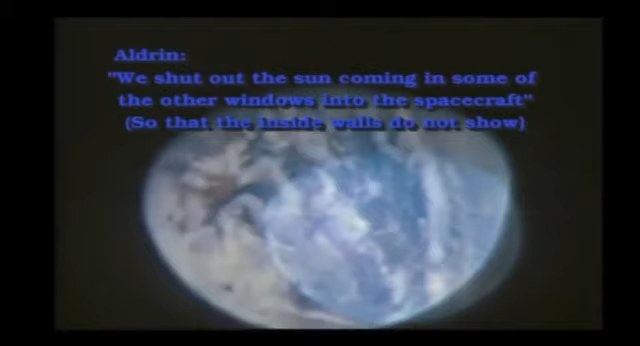 Aldrin:
"We shut out the sun coming in some of
the other windows into the spacecraft"
(So that the inside walls do not show)